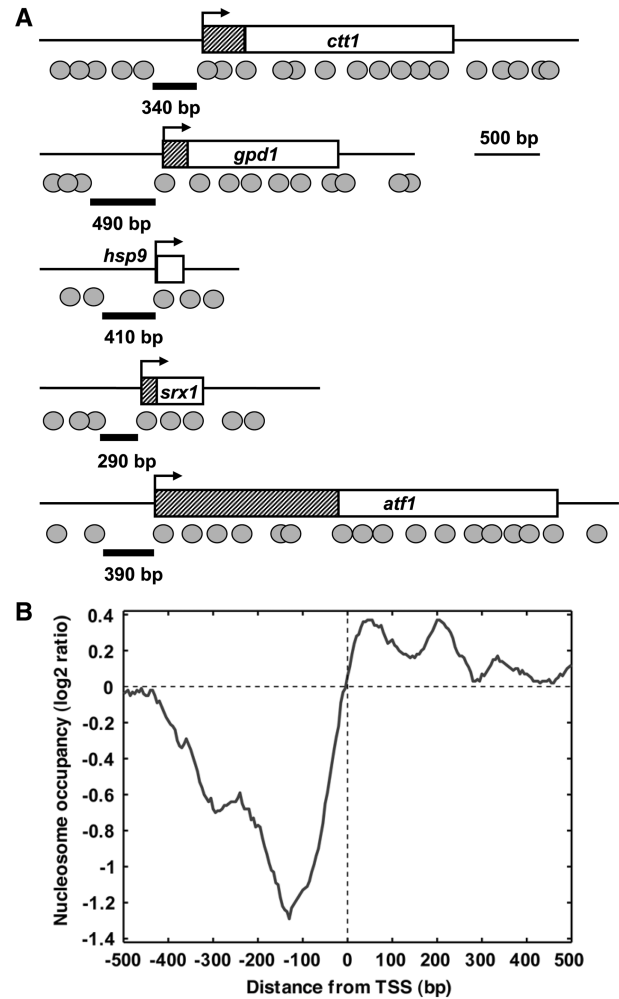 A
ctt1
340 bp
gpd1
500 bp
490 bp
hsp9
410 bp
srx1
290 bp
atf1
390 bp
B
Nucleosome occupancy (log2 ratio)
0.4
0.2
0
-0.2
-0.4
-0.6
-0.8
-1
-1.2
-1.4
-500 -400 -300 -200 -100 0 100 200 300 400 500
Distance from TSS (bp)